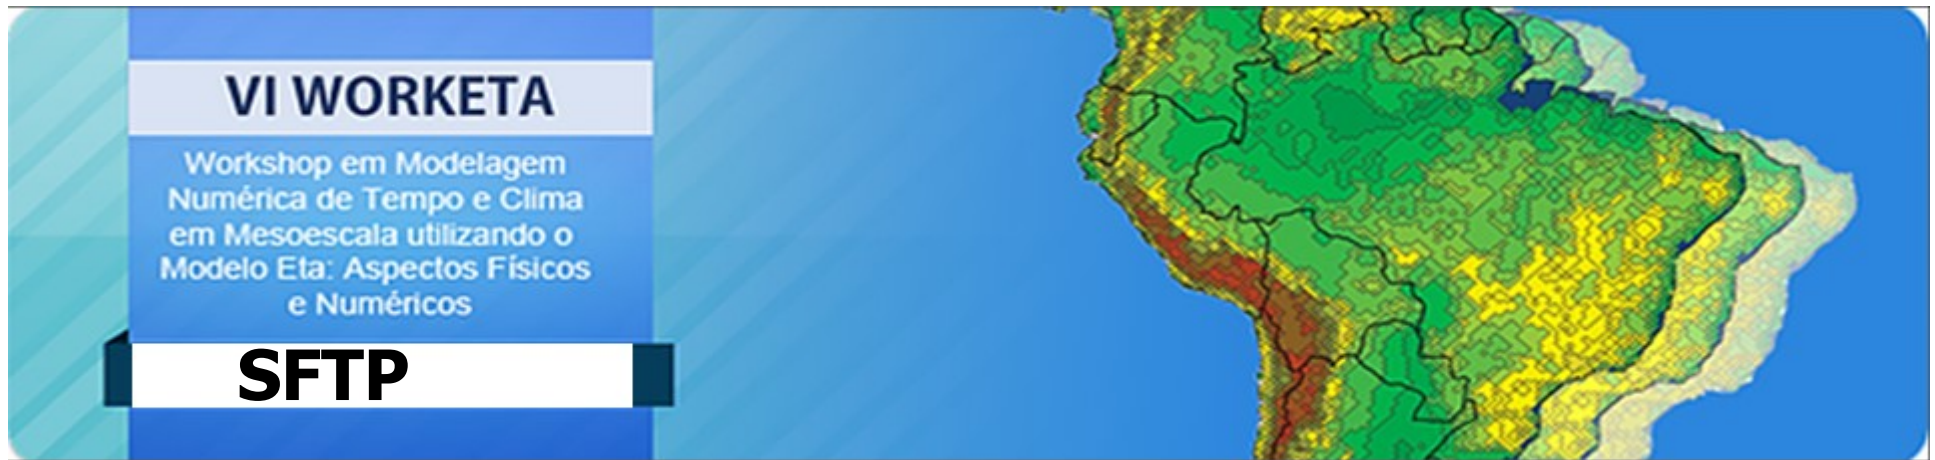 VI WORKETA
Workshop em Modelagem
Numérica de Tempo e Clima
em Mesoescala utilizando o
Modelo Eta: Aspectos Físicos
e Numéricos
SFTP